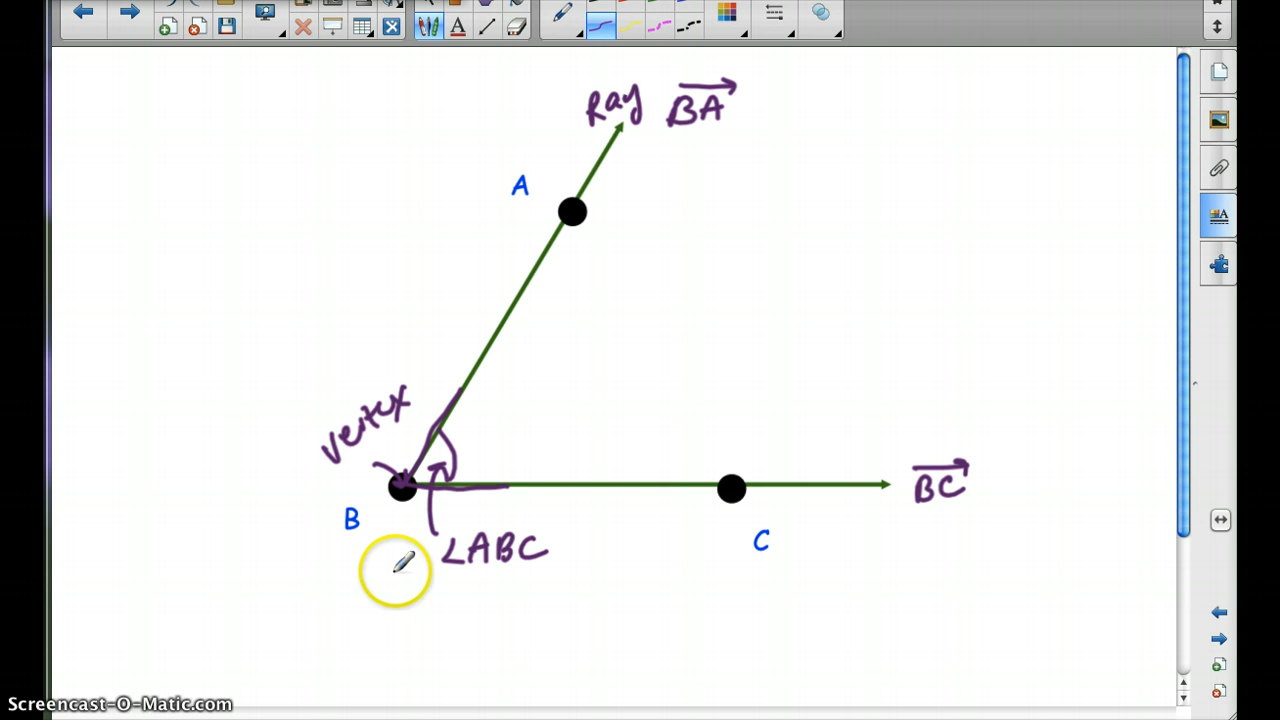 Ray BA
A
vertex
BC
B
∠ABC
C
Screencast-O-Matic.com